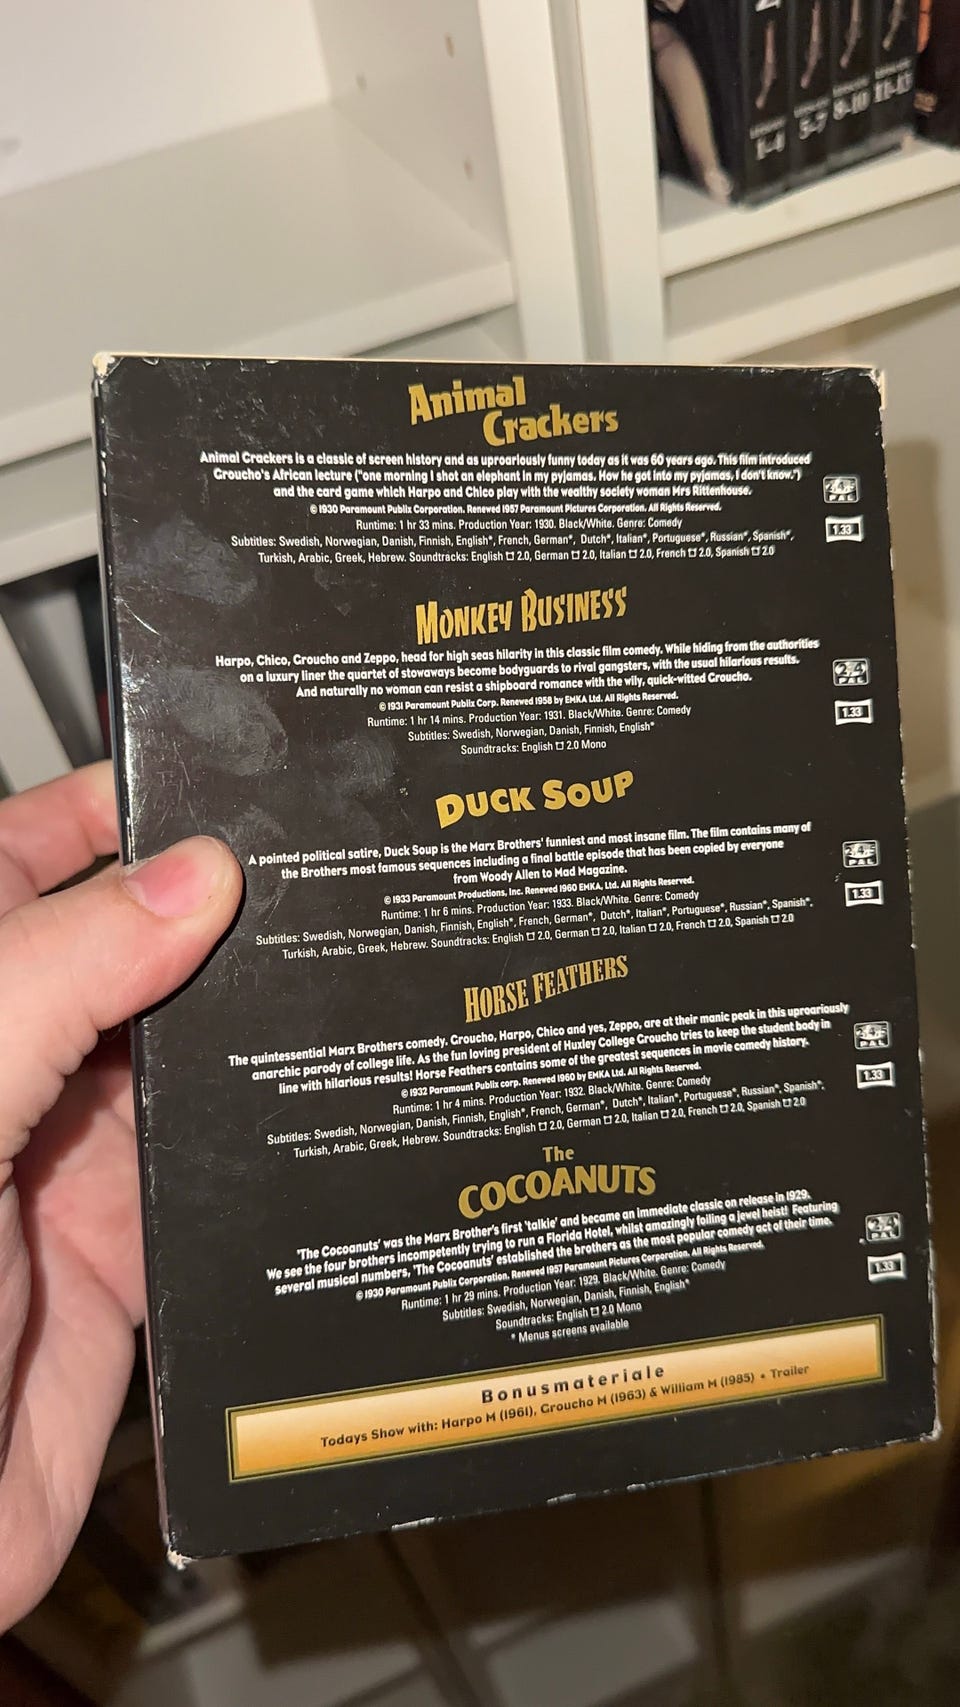 1-4
5-7
8-10
11-13
Animal
Crackers
Animal Crackers is a classic of screen history and as uproariously funny today as it was 60 years ago. This film introduced
Groucho's African lecture ("one morning I shot an elephant in my pyjamas. How he got into my pyjamas, I don't know.")
and the card game which Harpo and Chico play with the wealthy society woman Mrs Rittenhouse.
© 1930 Paramount Publix Corporation. Renewed 1957 Paramount Pictures Corporation. All Rights Reserved.
Runtime: 1 hr 33 mins. Production Year: 1930. Black/White. Genre: Comedy
Subtitles: Swedish, Norwegian, Danish, Finnish, English*, French, German*, Dutch*, Italian*, Portuguese*, Russian*, Spanish*,
Turkish, Arabic, Greek, Hebrew. Soundtracks: English 2.0, German 2.0, Italian 2.0, French 2.0, Spanish 2.0
PAL
1.33
MONKEY BUSINESS
Harpo, Chico, Groucho and Zeppo, head for high seas hilarity in this classic film comedy. While hiding from the authorities
on a luxury liner the quartet of stowaways become bodyguards to rival gangsters, with the usual hilarious results.
And naturally no woman can resist a shipboard romance with the wily, quick-witted Groucho.
© 1931 Paramount Publix Corp. Renewed 1958 by EMKA Ltd. All Rights Reserved.
Runtime: 1 hr 14 mins. Production Year: 1931. Black/White. Genre: Comedy
Subtitles: Swedish, Norwegian, Danish, Finnish, English*
Soundtracks: English 2.0 Mono
2,4
PAL
1.33
DUCK SOUP
A pointed political satire, Duck Soup is the Marx Brothers' funniest and most insane film. The film contains many of
the Brothers most famous sequences including a final battle episode that has been copied by everyone
from Woody Allen to Mad Magazine.
© 1933 Paramount Productions, Inc. Renewed 1960 EMKA, Ltd. All Rights Reserved.
Runtime: 1 hr 6 mins. Production Year: 1933. Black/White. Genre: Comedy
Subtitles: Swedish, Norwegian, Danish, Finnish, English*, French, German*, Dutch*, Italian*, Portuguese*, Russian*, Spanish*,
Turkish, Arabic, Greek, Hebrew. Soundtracks: English 2.0, German 2.0, Italian 2.0, French 2.0, Spanish 2.0
PAL
1.33
HORSE FEATHERS
The quintessential Marx Brothers comedy. Groucho, Harpo, Chico and yes, Zeppo, are at their manic peak in this uproariously
anarchic parody of college life. As the fun loving president of Huxley College Groucho tries to keep the student body in
line with hilarious results! Horse Feathers contains some of the greatest sequences in movie comedy history.
© 1932 Paramount Publix corp. Renewed 1960 by EMKA Ltd. All Rights Reserved.
Runtime: 1 hr 4 mins. Production Year: 1932. Black/White. Genre: Comedy
Subtitles: Swedish, Norwegian, Danish, Finnish, English*, French, German*, Dutch*, Italian*, Portuguese*, Russian*, Spanish*,
Turkish, Arabic, Greek, Hebrew. Soundtracks: English 2.0, German 2.0, Italian 2.0, French 2.0, Spanish 2.0
PAL
1.33
The
COCOANUTS
'The Cocoanuts' was the Marx Brother's first 'talkie' and became an immediate classic on release in 1929.
We see the four brothers incompetently trying to run a Florida Hotel, whilst amazingly foiling a jewel heist! Featuring
several musical numbers, 'The Cocoanuts' established the brothers as the most popular comedy act of their time.
© 1930 Paramount Publix Corporation. Renewed 1957 Paramount Pictures Corporation. All Rights Reserved.
Runtime: 1 hr 29 mins. Production Year: 1929. Black/White. Genre: Comedy
Subtitles: Swedish, Norwegian, Danish, Finnish, English*
Soundtracks: English 2.0 Mono
* Menus screens available
2,4
PAL
1.33
Bonusmateriale
Todays Show with: Harpo M (1961), Groucho M (1963) & William M (1985) • Trailer